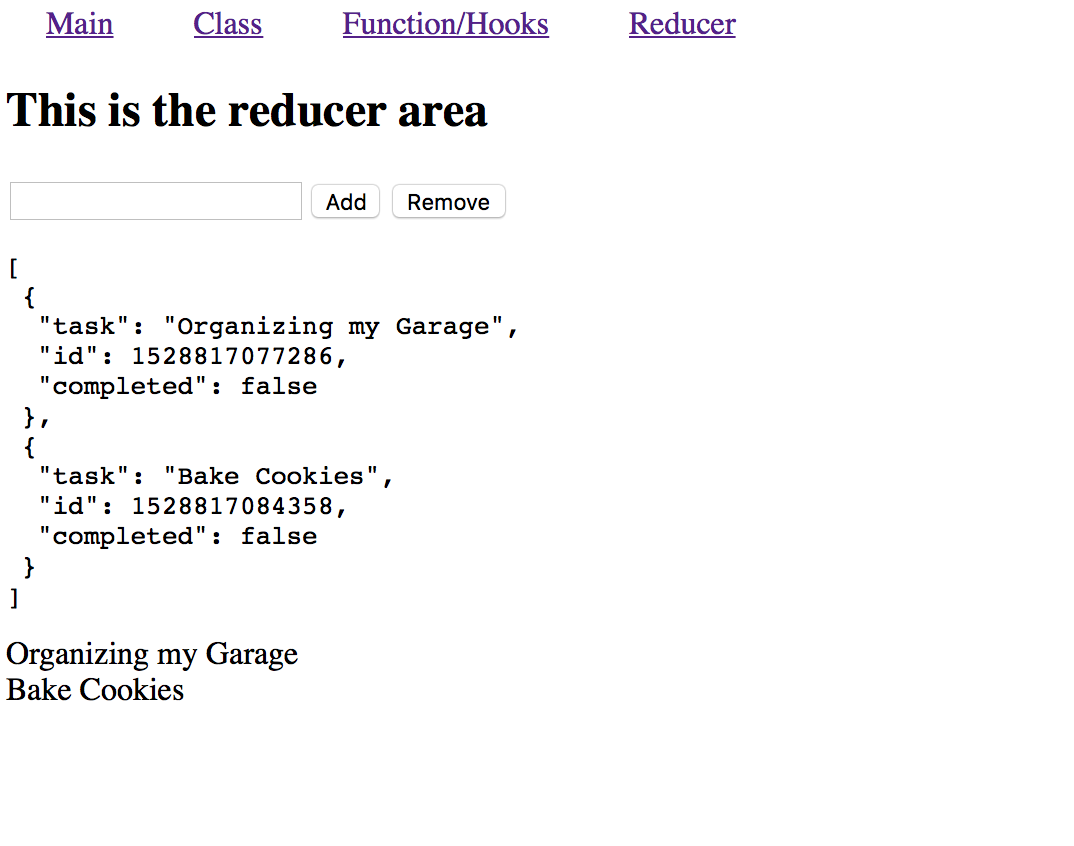 Main Class Function/Hooks Reducer
This is the reducer area
Add Remove
[
 {
  "task": "Organizing my Garage",
  "id": 1528817077286,
  "completed": false
 },
 {
  "task": "Bake Cookies",
  "id": 1528817084358,
  "completed": false
 }
]
Organizing my Garage
Bake Cookies